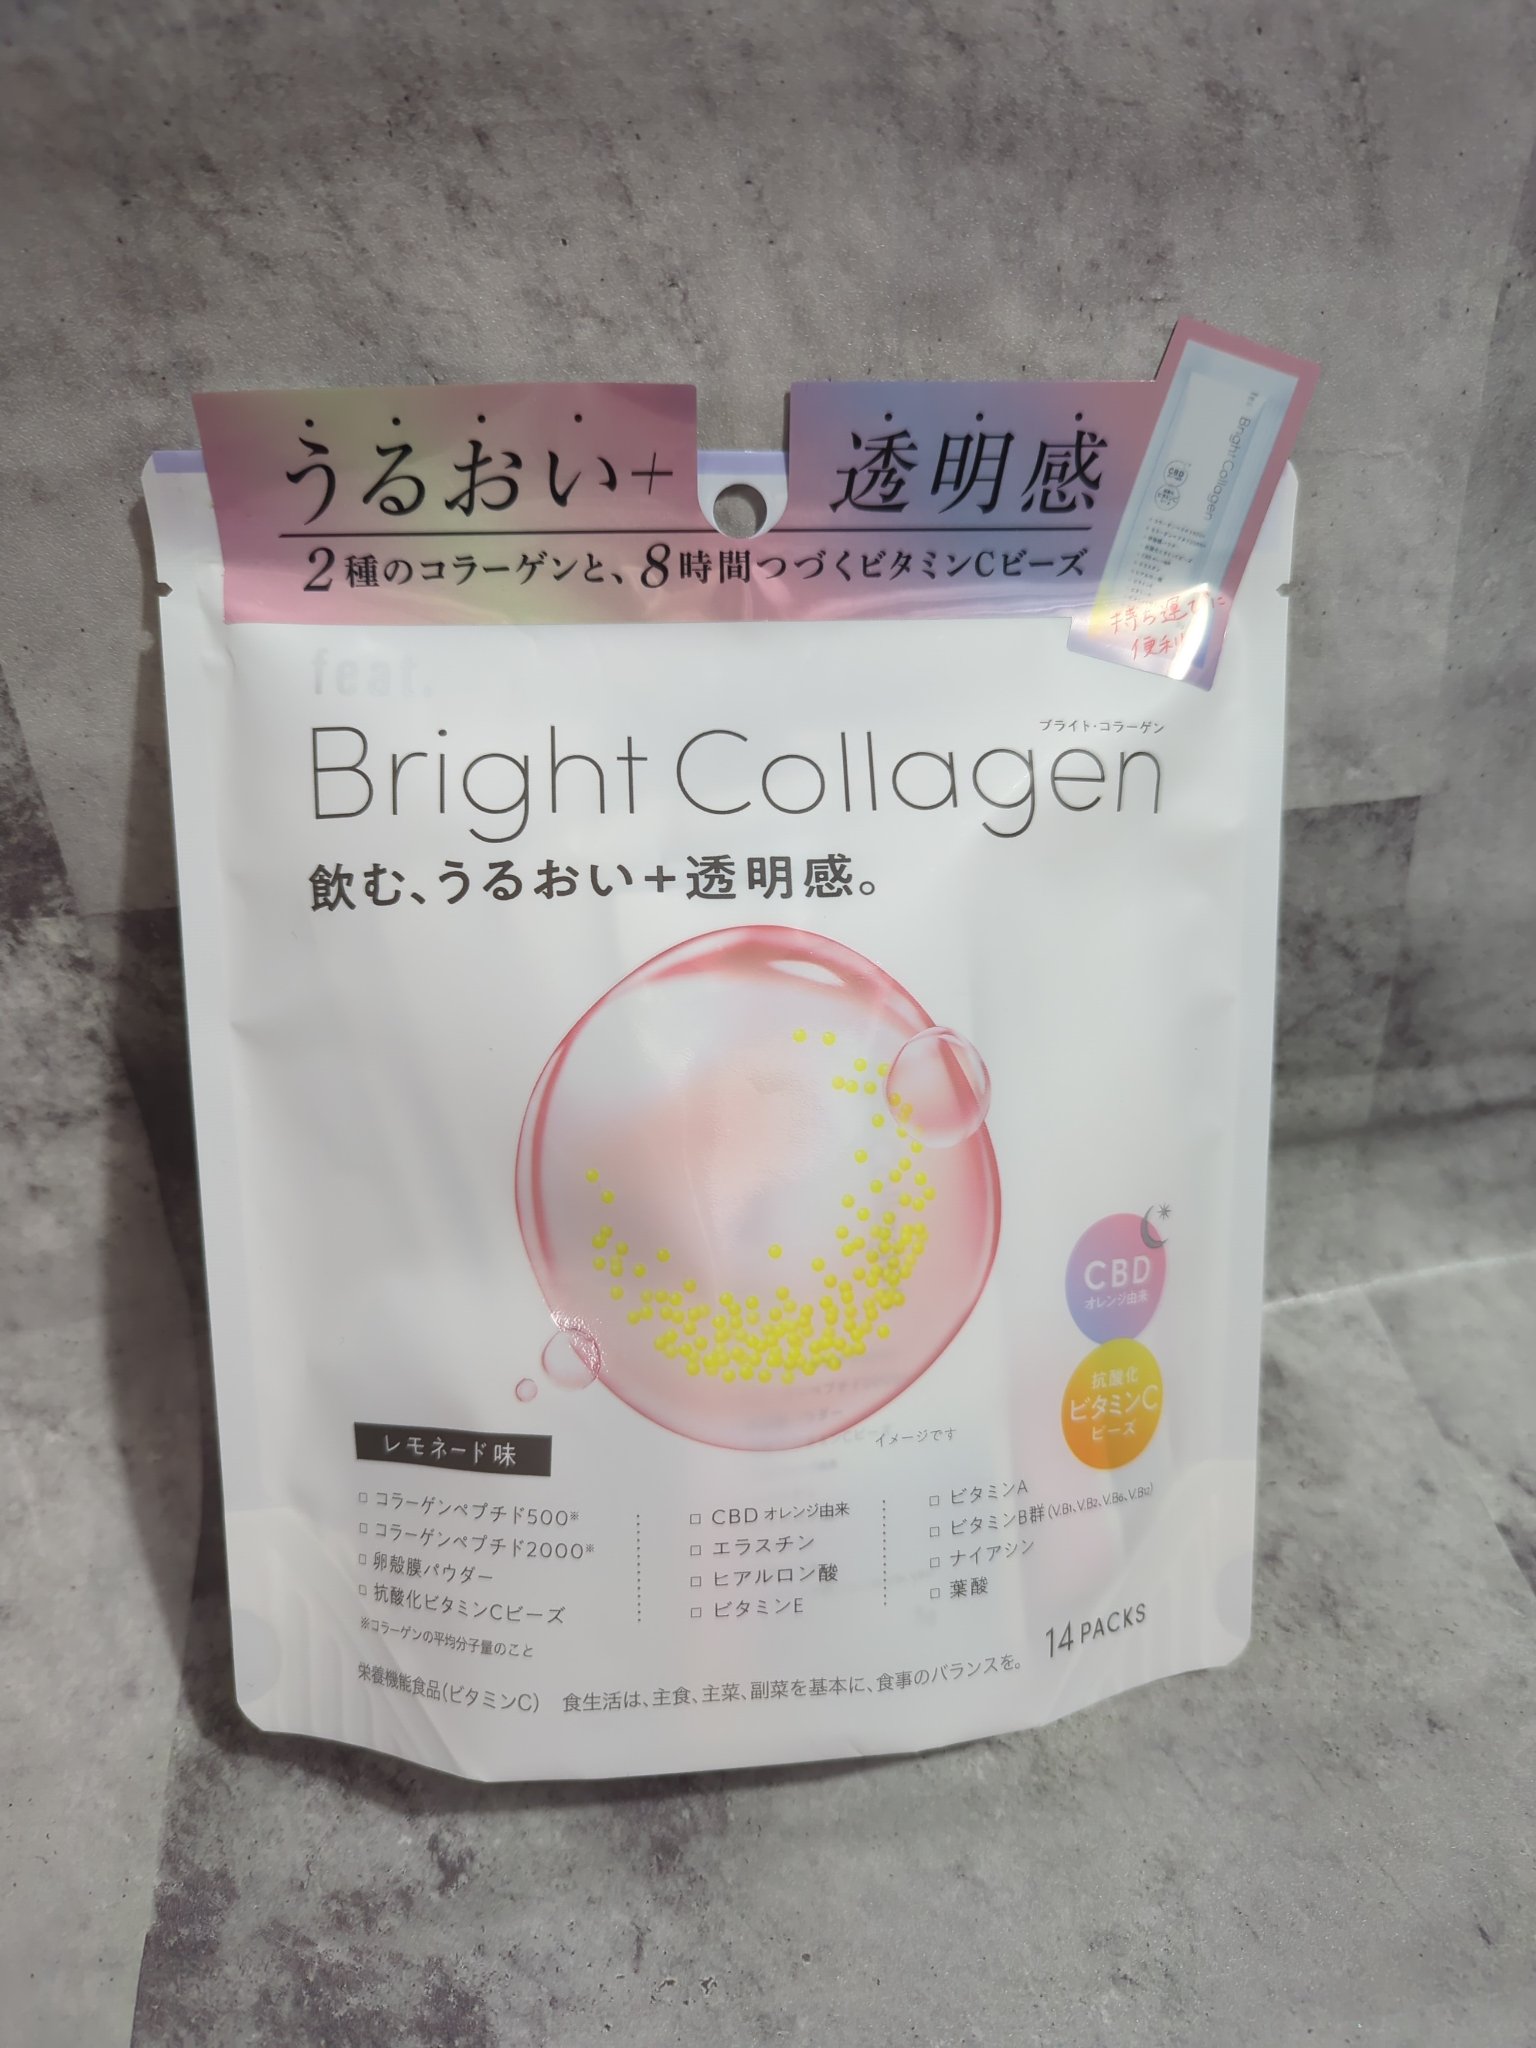 うるおい+ 透明感
2種のコラーゲンと、8時間つづくビタミンCビーズ
Bright Collagen
CBD
持ち運びに
便利
feat.
ブライト・コラーゲン
Bright Collagen
飲む、うるおい+透明感。
CBD
オレンジ由来
抗酸化
ビタミンC
ビーズ
イメージです
レモネード味
□ コラーゲンペプチド500※
□ コラーゲンペプチド2000※
□ 卵殻膜パウダー
□ 抗酸化ビタミンCビーズ
※コラーゲンの平均分子量のこと
□ CBD オレンジ由来
□ エラスチン
□ ヒアルロン酸
□ ビタミンE
□ ビタミンA
□ ビタミンB群(V.B1、V.B2、V.B6、V.B12)
□ ナイアシン
□ 葉酸
14 PACKS
栄養機能食品(ビタミンC) 食生活は、主食、主菜、副菜を基本に、食事のバランスを。